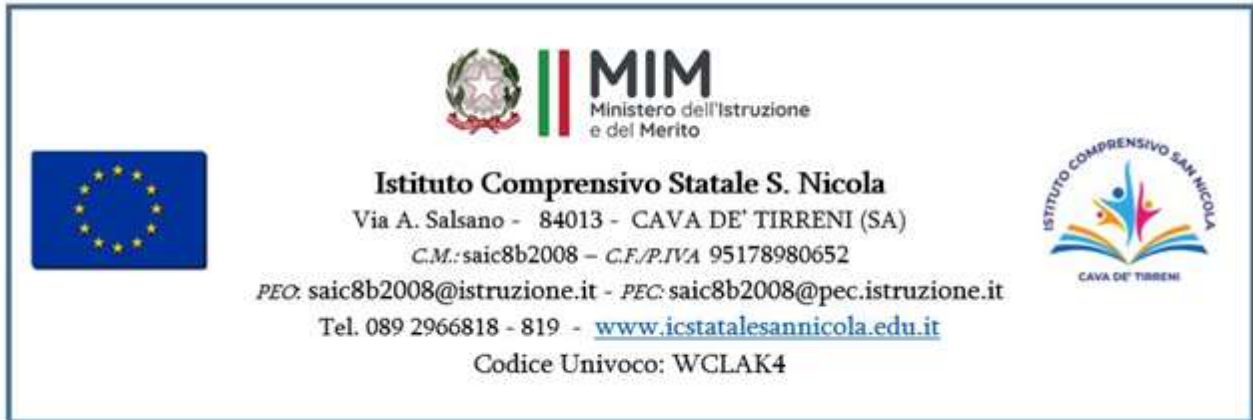 MIM
Ministero dell'Istruzione
e del Merito
Istituto Comprensivo Statale S. Nicola
Via A. Salsano - 84013 - CAVA DE' TIRRENI (SA)
C.M.: saic8b2008 – C.F./P.IVA 95178980652
PEO: saic8b2008@istruzione.it - PEC: saic8b2008@pec.istruzione.it
Tel. 089 2966818 - 819 - www.icstatalesannicola.edu.it
Codice Univoco: WCLAK4
ISTITUTO COMPRENSIVO SAN NICOLA
CAVA DE' TIRRENI